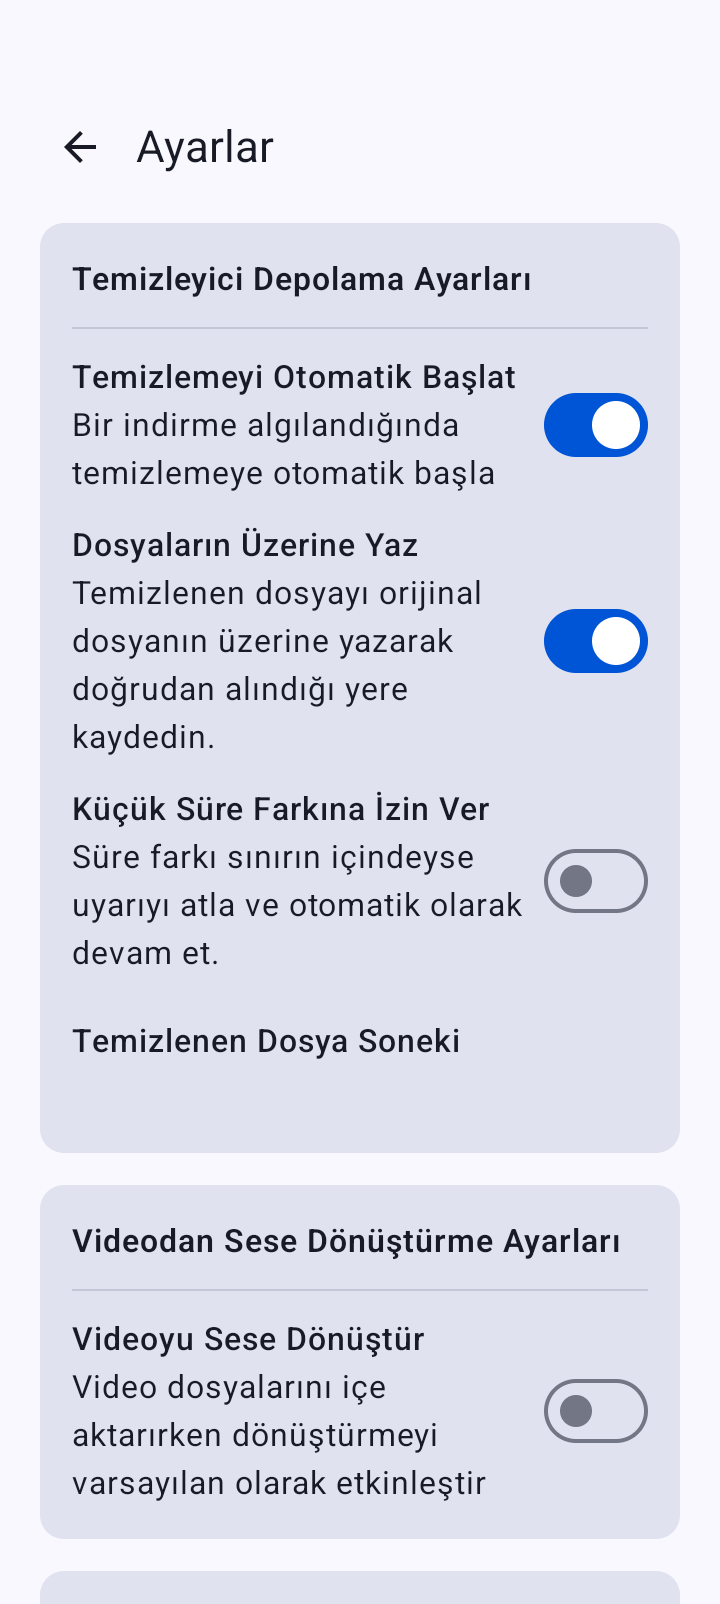 Ayarlar
Temizleyici Depolama Ayarları
Temizlemeyi Otomatik Başlat
Bir indirme algılandığında
temizlemeye otomatik başla
Dosyaların Üzerine Yaz
Temizlenen dosyayı orijinal
dosyanın üzerine yazarak
doğrudan alındığı yere
kaydedin.
Küçük Süre Farkına İzin Ver
Süre farkı sınırın içindeyse
uyarıyı atla ve otomatik olarak
devam et.
Temizlenen Dosya Soneki
Videodan Sese Dönüştürme Ayarları
Videoyu Sese Dönüştür
Video dosyalarını içe
aktarırken dönüştürmeyi
varsayılan olarak etkinleştir